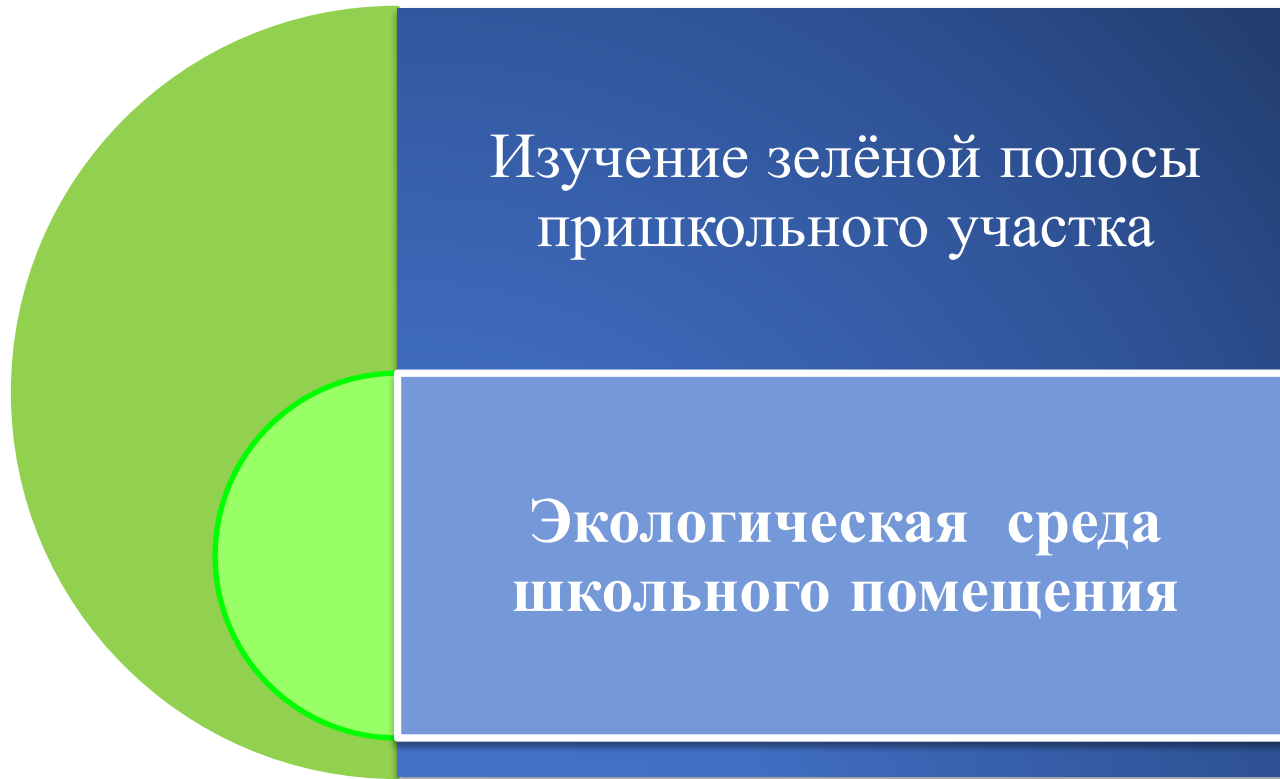 Изучение зелёной полосы
пришкольного участка
Экологическая среда
школьного помещения